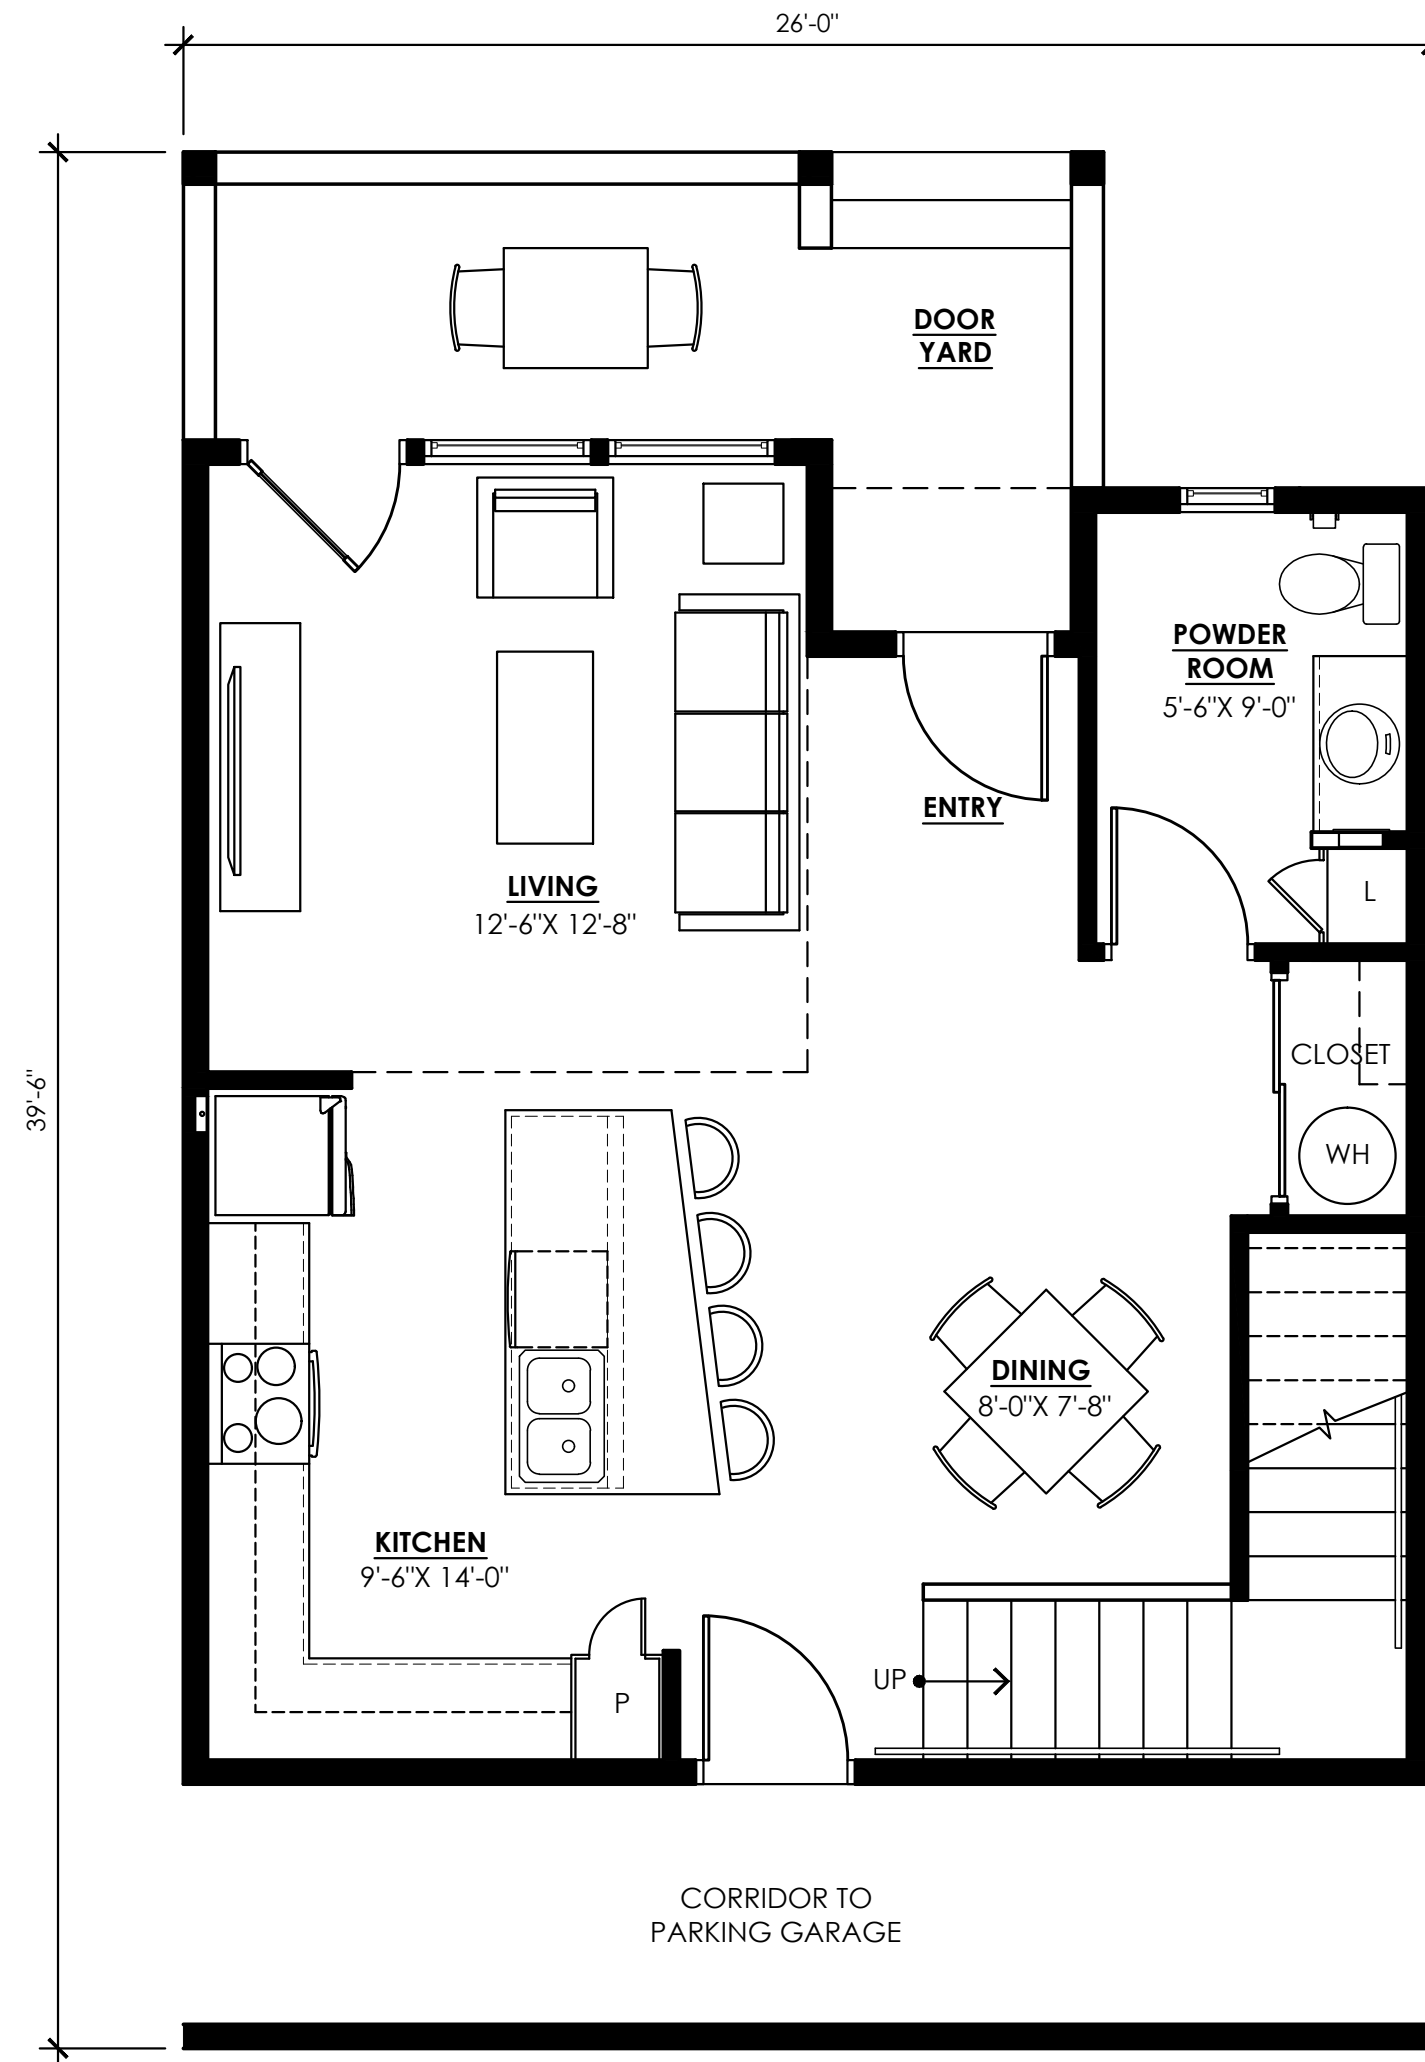 26'-0"
39'-6"
DOOR
YARD
POWDER
ROOM
5'-6"X 9'-0"
ENTRY
LIVING
12'-6"X 12'-8"
L
CLOSET
WH
DINING
8'-0"X 7'-8"
KITCHEN
9'-6"X 14'-0"
UP
P
CORRIDOR TO
PARKING GARAGE